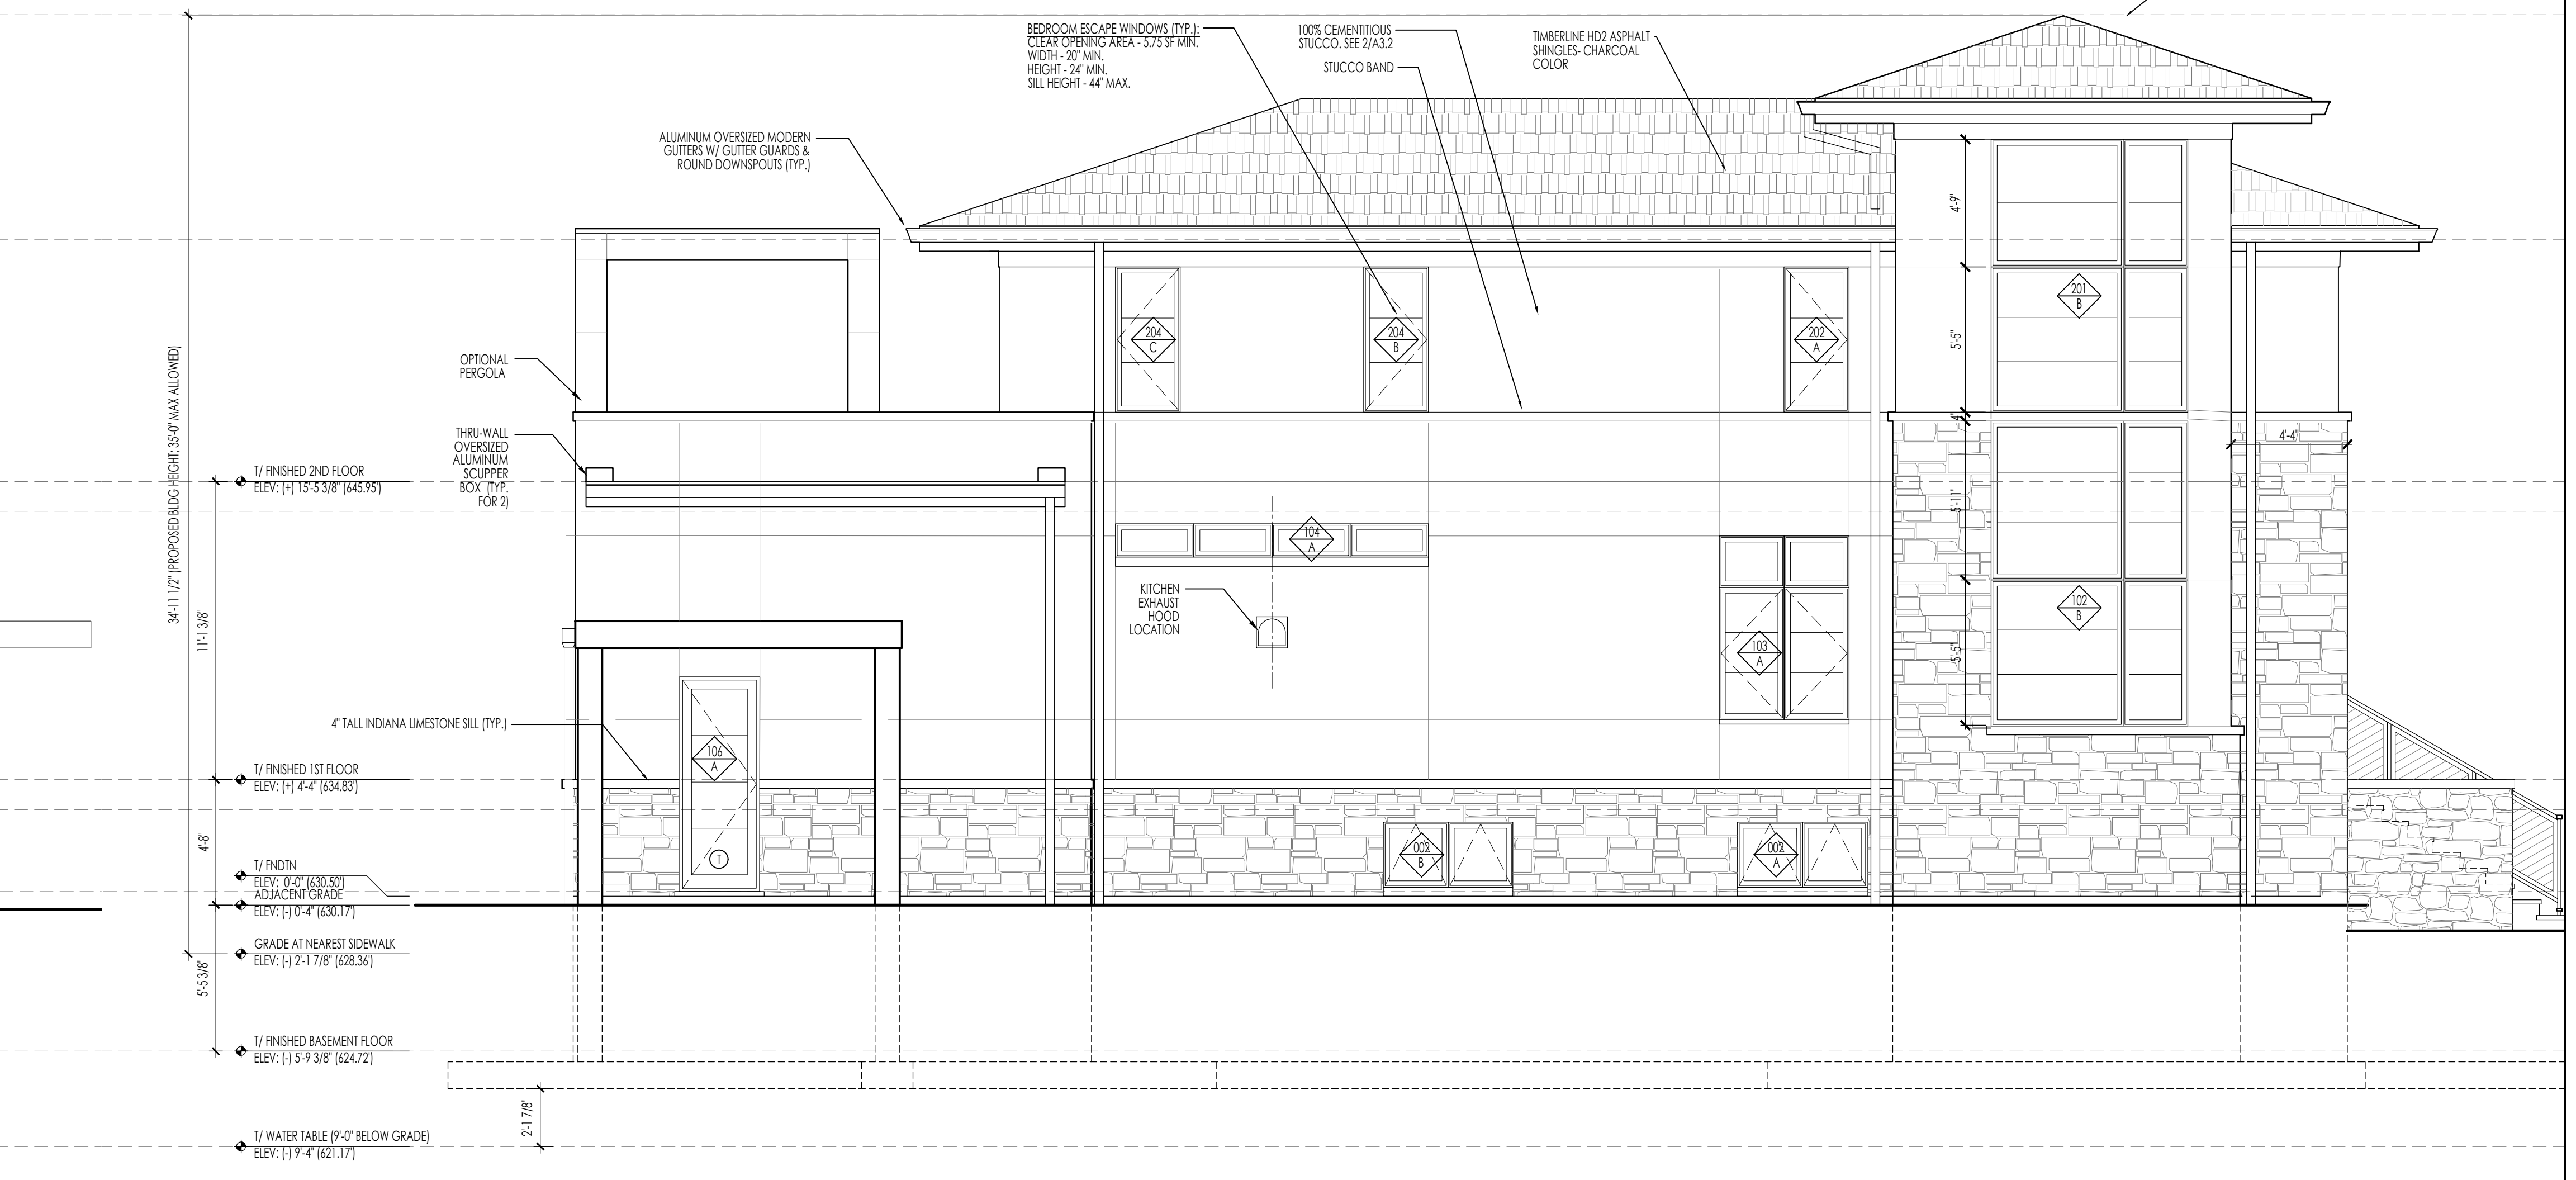 BEDROOM ESCAPE WINDOWS (TYP.):
CLEAR OPENING AREA - 5.75 SF MIN.
WIDTH - 20" MIN.
HEIGHT - 24" MIN.
SILL HEIGHT - 44" MAX.
100% CEMENTITIOUS
STUCCO. SEE 2/A3.2
STUCCO BAND
TIMBERLINE HD2 ASPHALT
SHINGLES- CHARCOAL
COLOR
ALUMINUM OVERSIZED MODERN
GUTTERS W/ GUTTER GUARDS &
ROUND DOWNSPOUTS (TYP.)
4'-9"
201
B
5'-5"
204
C
204
B
202
A
OPTIONAL
PERGOLA
34'-11 1/2" (PROPOSED BLDG HEIGHT; 35'-0" MAX ALLOWED)
4"
4'-4"
THRU-WALL
OVERSIZED
ALUMINUM
SCUPPER
BOX (TYP.
FOR 2)
T/ FINISHED 2ND FLOOR
ELEV: (+) 15'-5 3/8" (645.95')
5'-11"
104
A
KITCHEN
EXHAUST
HOOD
LOCATION
11'-1 3/8"
102
B
103
A
5'-5"
4" TALL INDIANA LIMESTONE SILL (TYP.)
106
A
T/ FINISHED 1ST FLOOR
ELEV: (+) 4'-4" (634.83')
4'-8"
T
002
B
002
A
T/ FNDTN
ELEV: 0'-0" (630.50')
ADJACENT GRADE
ELEV: (-) 0'-4" (630.17')
GRADE AT NEAREST SIDEWALK
ELEV: (-) 2'-1 7/8" (628.36')
5'-5 3/8"
T/ FINISHED BASEMENT FLOOR
ELEV: (-) 5'-9 3/8" (624.72')
2'-1 7/8"
T/ WATER TABLE (9'-0" BELOW GRADE)
ELEV: (-) 9'-4" (621.17')